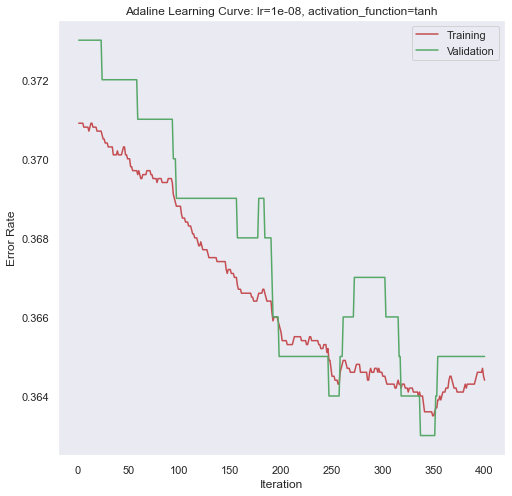 Adaline Learning Curve: lr=1e-08, activation_function=tanh
Training
Validation
0.372
0.370
0.368
0.366
0.364
Error Rate
0 50 100 150 200 250 300 350 400
Iteration